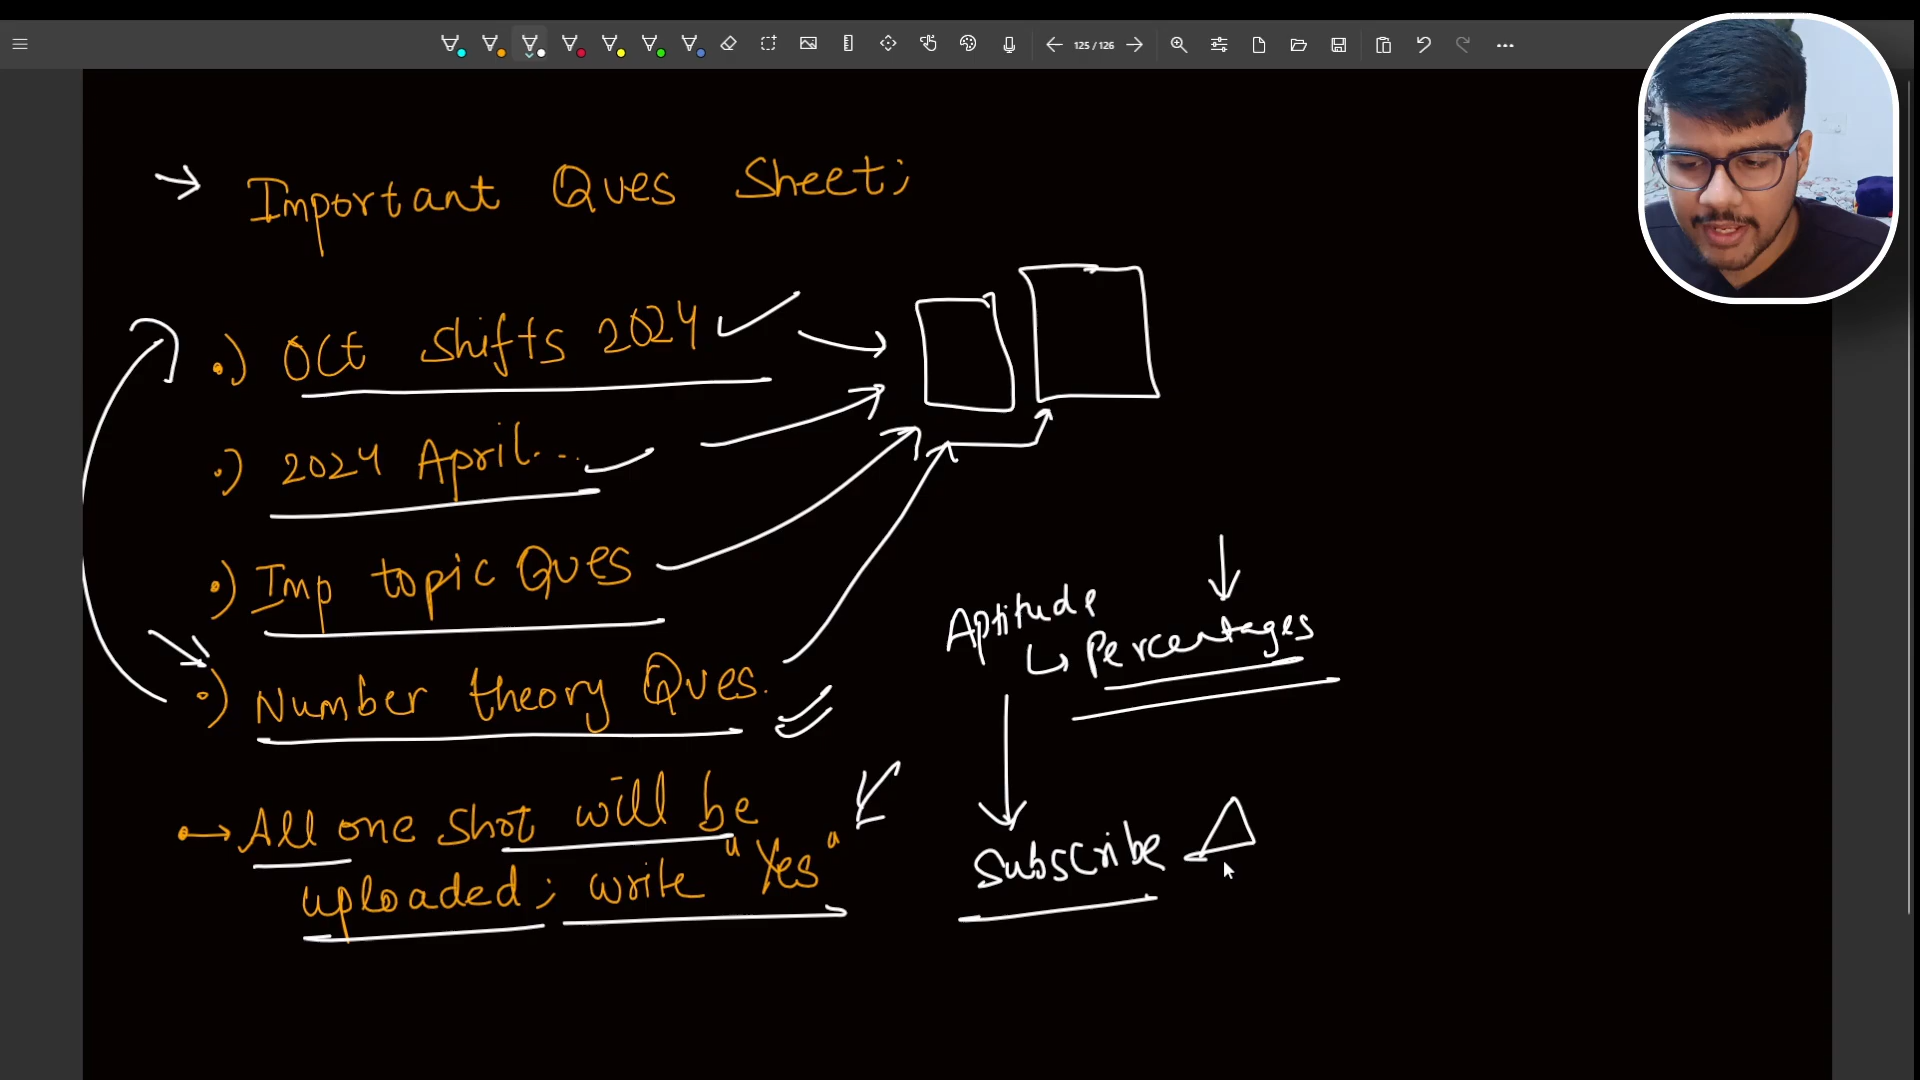 125 / 126
→ Important Ques Sheet;
•) Oct Shifts 2024
•) 2024 April...
•) Imp topic Ques
•) Number theory Ques.
→ All one shot will be
uploaded; write "Yes"
Aptitude
↳ Percentages
Subscribe